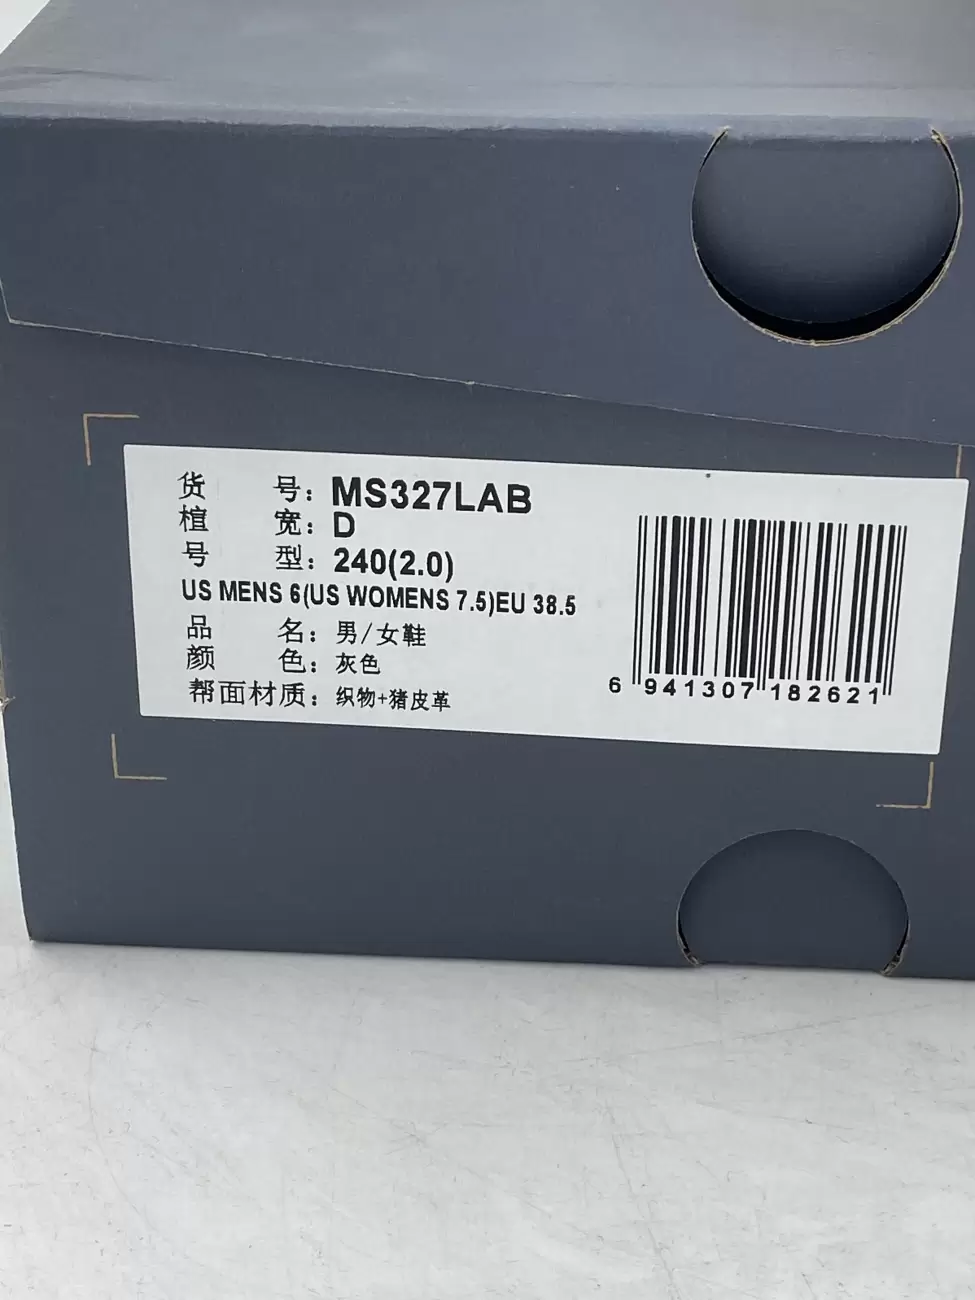 货号：MS327LAB
楦宽：D
号型：240(2.0)
US MENS 6(US WOMENS 7.5)EU 38.5
品名：男/女鞋
颜色：灰色
帮面材质：织物+猪皮革
6 941307 182621